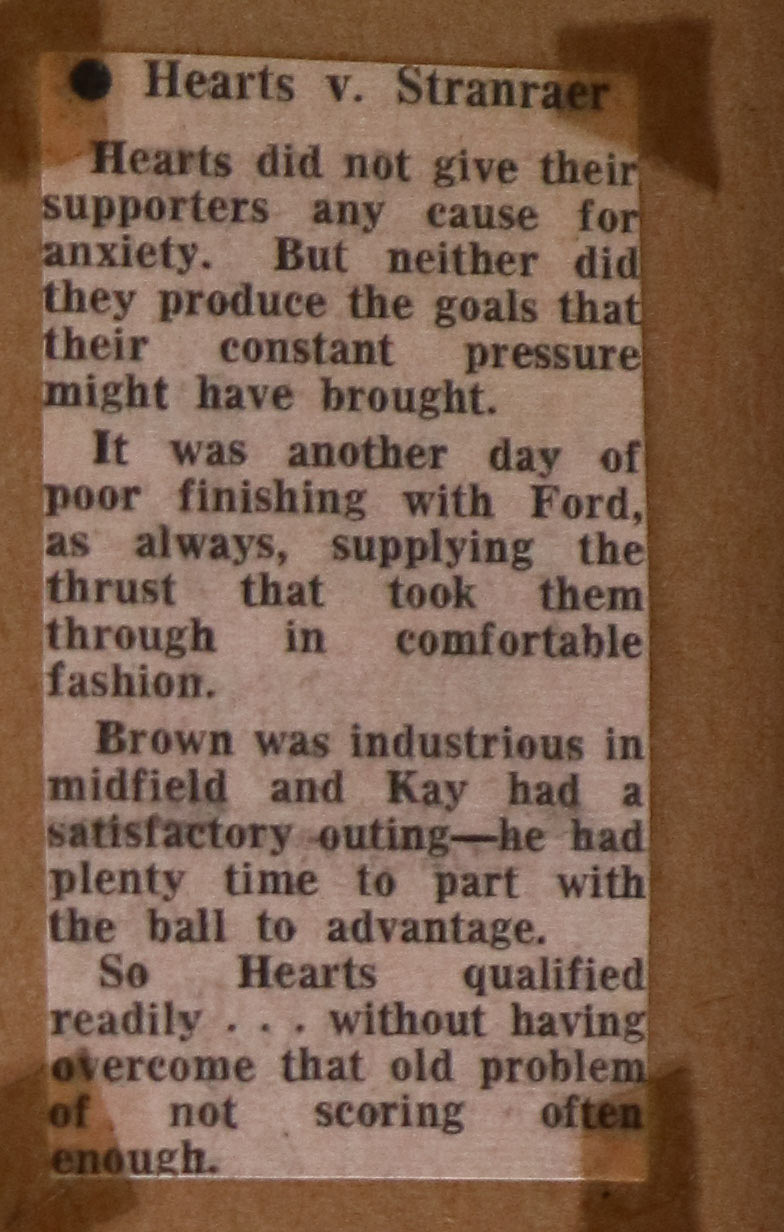 ● Hearts v. Stranraer
Hearts did not give their
supporters any cause for
anxiety. But neither did
they produce the goals that
their constant pressure
might have brought.
It was another day of
poor finishing with Ford,
as always, supplying the
thrust that took them
through in comfortable
fashion.
Brown was industrious in
midfield and Kay had a
satisfactory outing—he had
plenty time to part with
the ball to advantage.
So Hearts qualified
readily . . . without having
overcome that old problem
of not scoring often
enough.